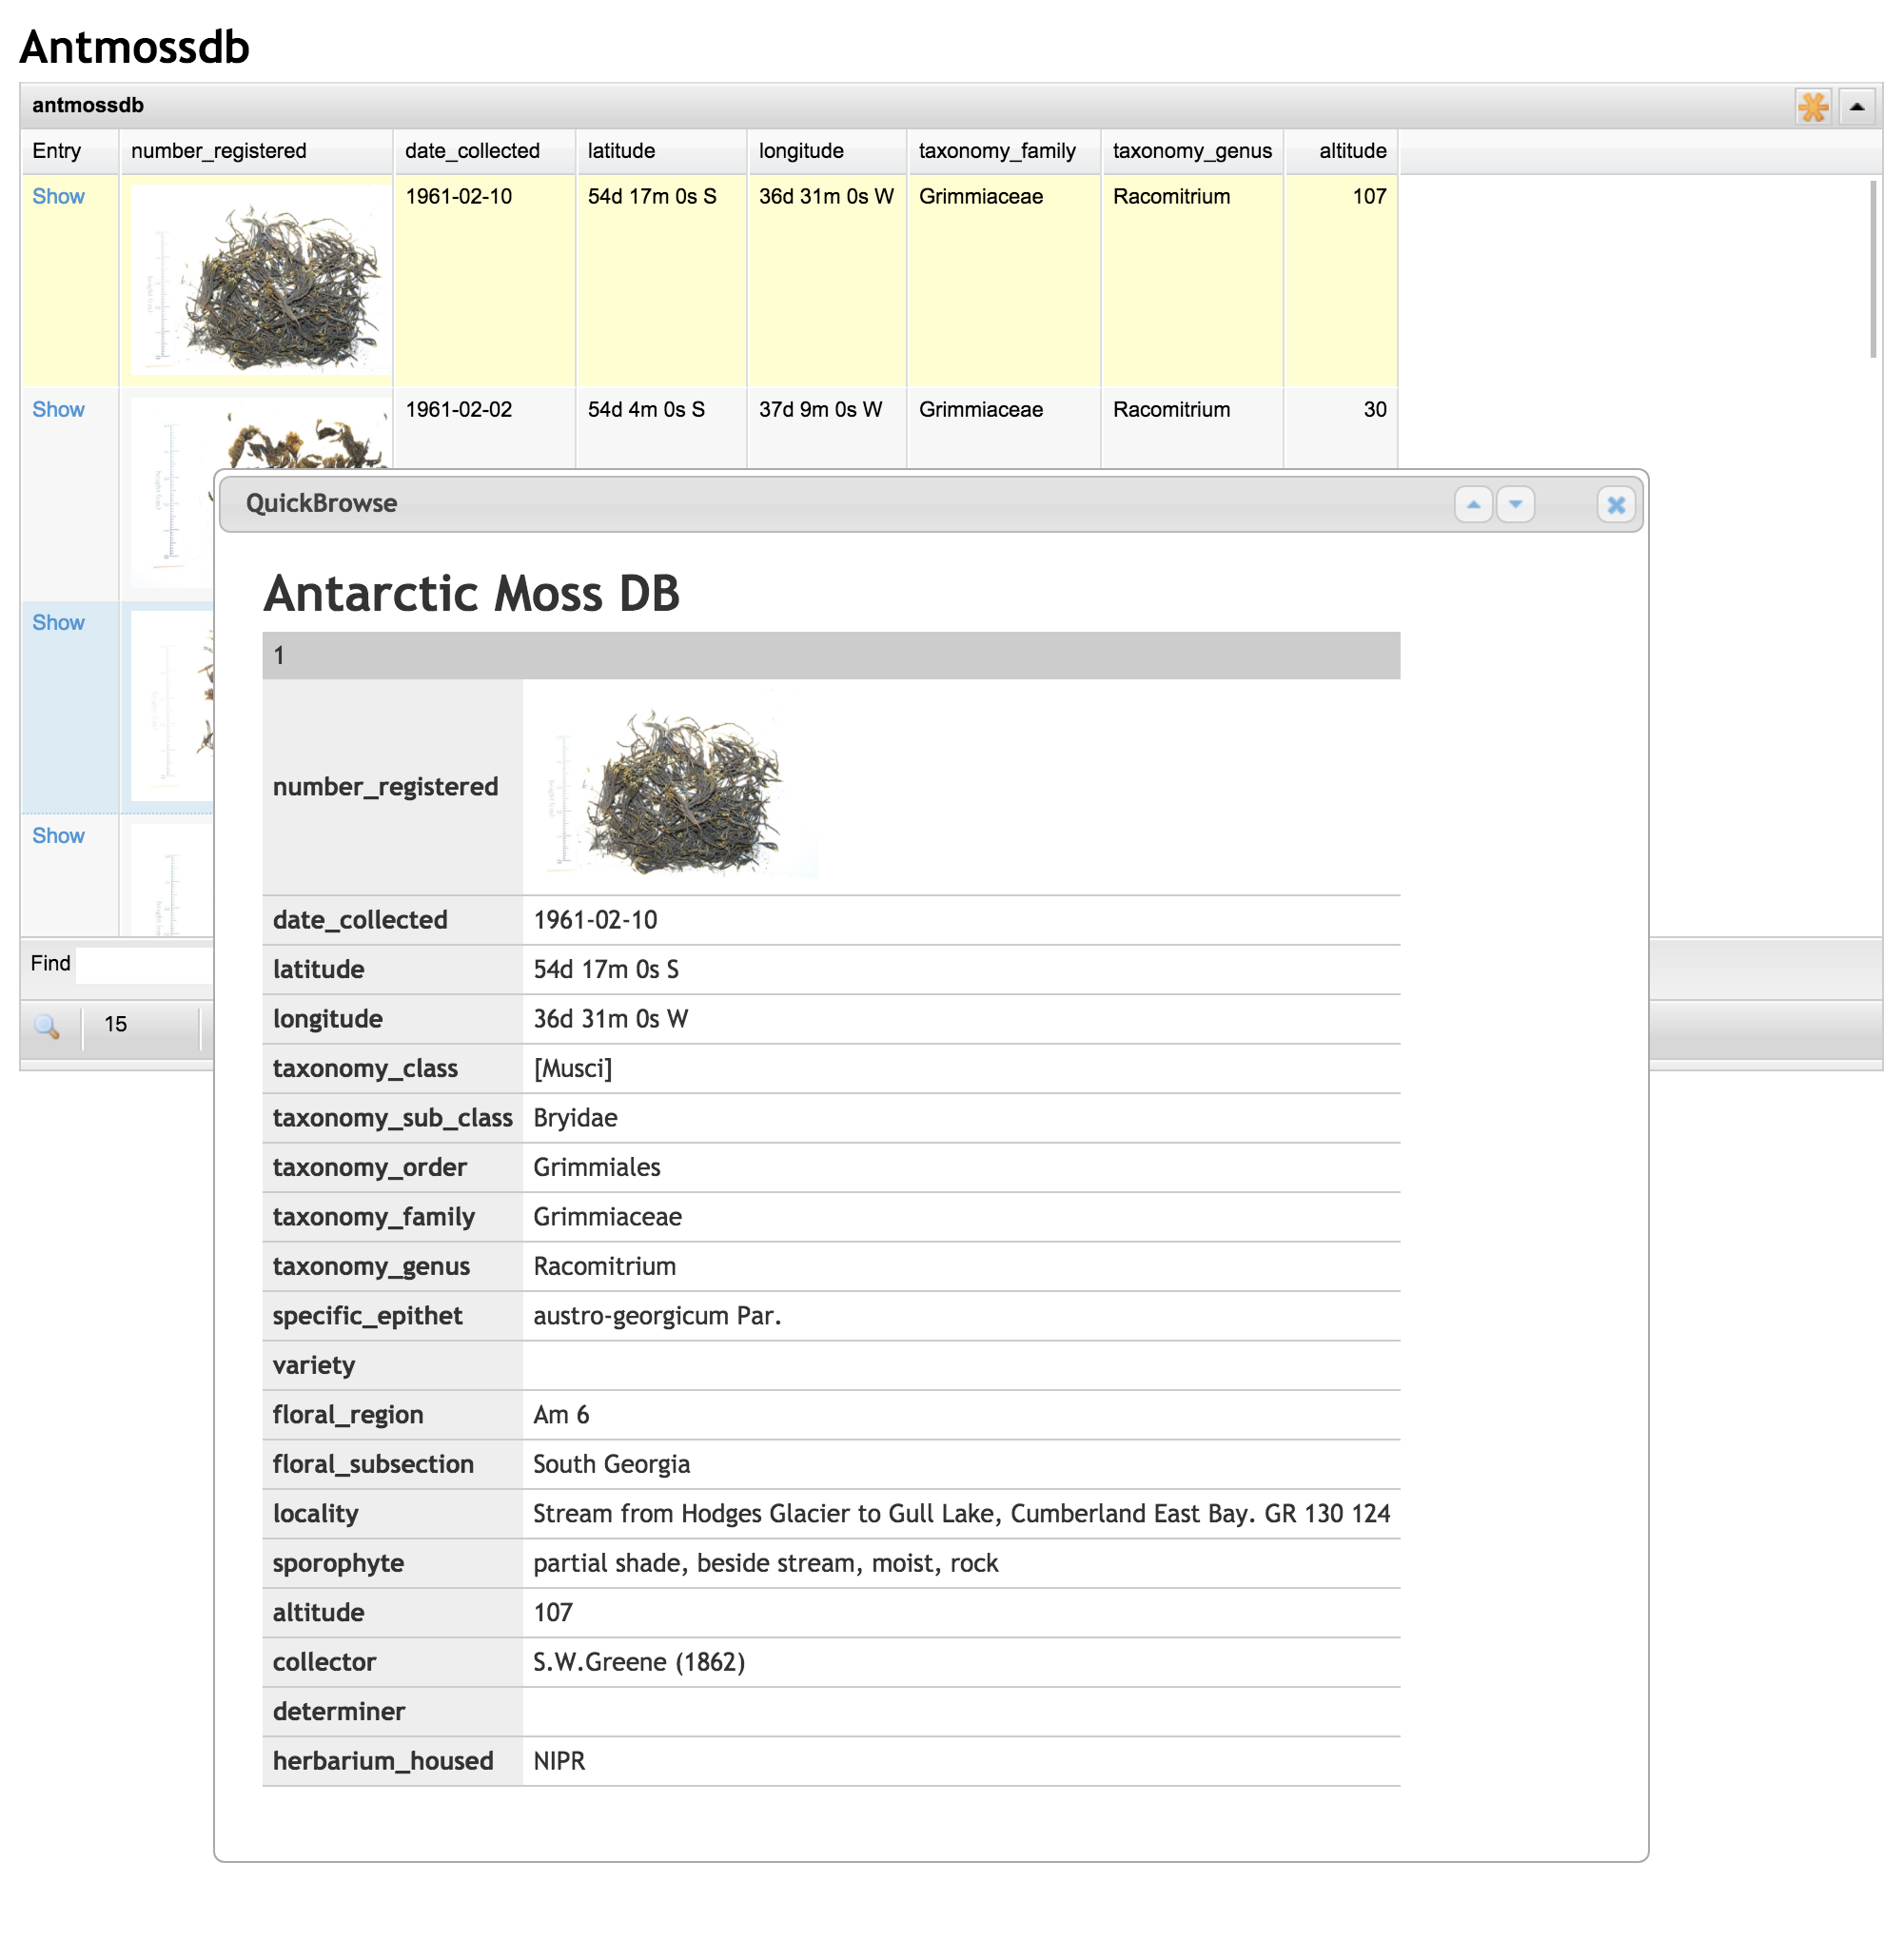 Antmossdb
antmossdb
Entry number_registered date_collected latitude longitude taxonomy_family taxonomy_genus altitude
Show 1961-02-10 54d 17m 0s S 36d 31m 0s W Grimmiaceae Racomitrium 107
Show 1961-02-02 54d 4m 0s S 37d 9m 0s W Grimmiaceae Racomitrium 30
Show
Show
Find
15
QuickBrowse
Antarctic Moss DB
1
number_registered
date_collected 1961-02-10
latitude 54d 17m 0s S
longitude 36d 31m 0s W
taxonomy_class [Musci]
taxonomy_sub_class Bryidae
taxonomy_order Grimmiales
taxonomy_family Grimmiaceae
taxonomy_genus Racomitrium
specific_epithet austro-georgicum Par.
variety
floral_region Am 6
floral_subsection South Georgia
locality Stream from Hodges Glacier to Gull Lake, Cumberland East Bay. GR 130 124
sporophyte partial shade, beside stream, moist, rock
altitude 107
collector S.W.Greene (1862)
determiner
herbarium_housed NIPR